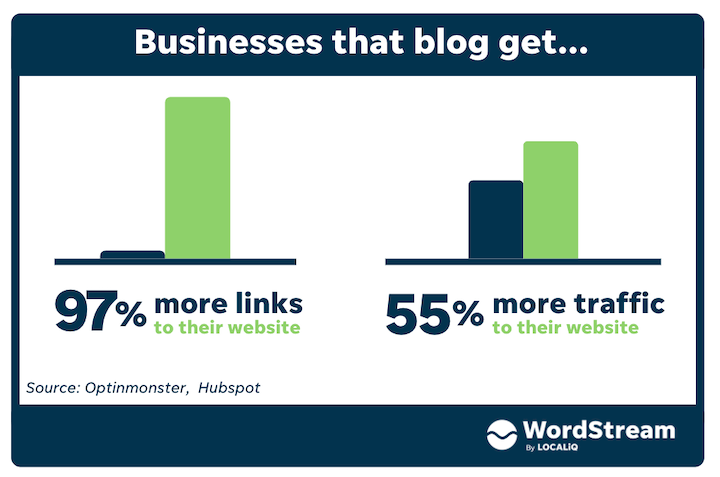 Businesses that blog get...
97% more links
to their website
55% more traffic
to their website
Source: Optinmonster, Hubspot
WordStream
By LOCALiQ